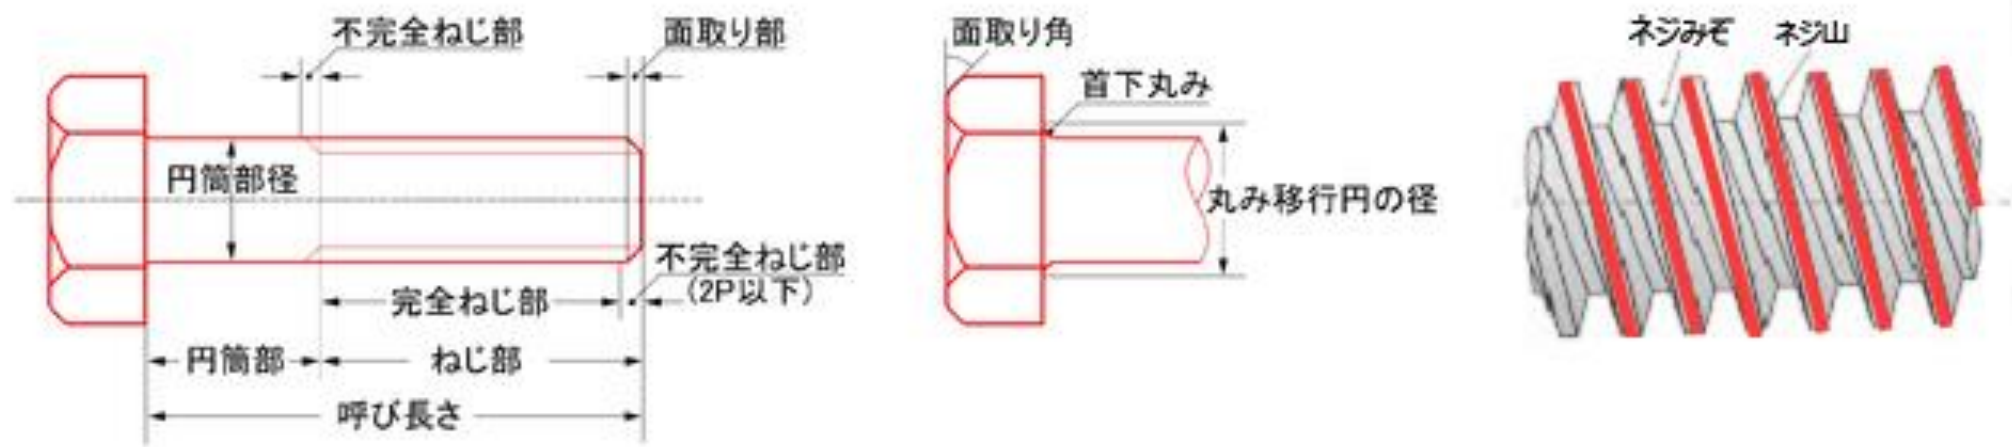 不完全ねじ部
面取り部
円筒部径
不完全ねじ部
(2P以下)
完全ねじ部
円筒部
ねじ部
呼び長さ
面取り角
首下丸み
丸み移行円の径
ネジみぞ
ネジ山